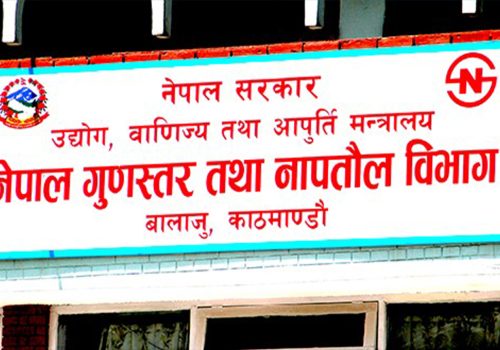 नेपाल सरकार
उद्योग, वाणिज्य तथा आपुर्ति मन्त्रालय
नेपाल गुणस्तर तथा नापतौल विभाग
बालाजु, काठमाण्डौ